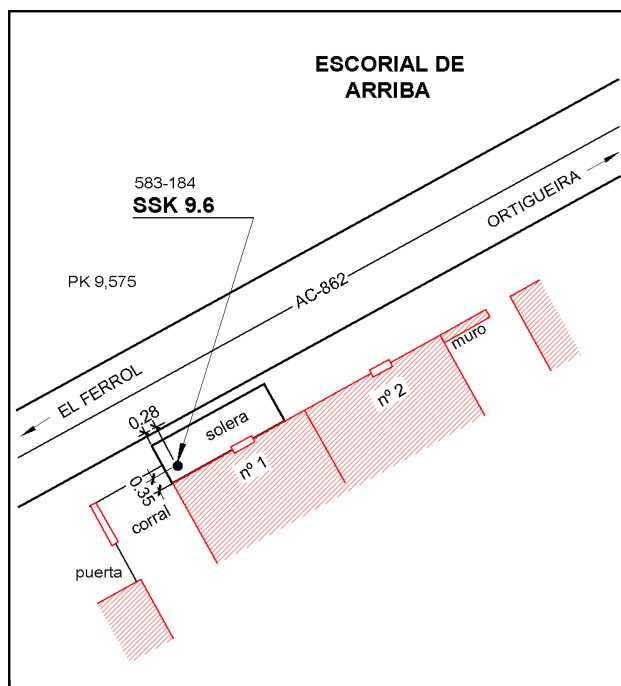 ESCORIAL DE
ARRIBA
583-184
SSK 9.6
ORTIGUEIRA
PK 9,575
AC-862
EL FERROL
muro
nº 2
0.28
solera
nº 1
0.35
corral
puerta